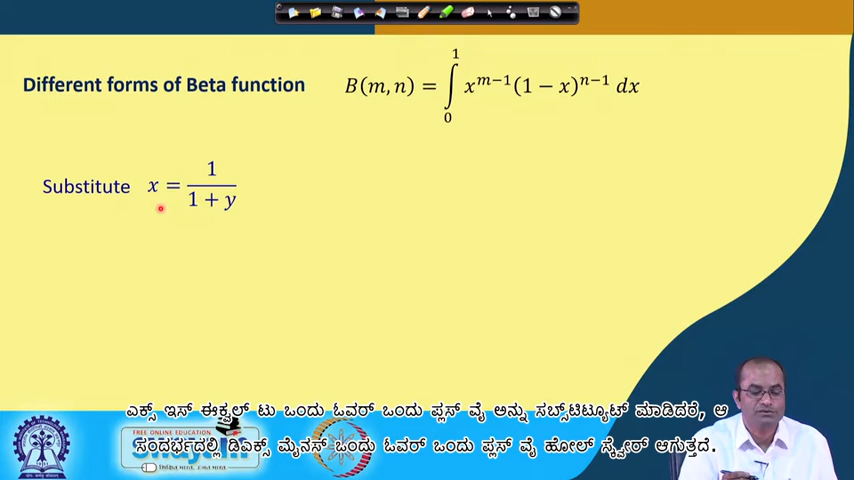 Different forms of Beta function B(m, n) = ∫₀¹ x^{m−1}(1 − x)^{n−1} dx
Substitute x = 1/(1 + y)
ಎಕ್ಸ್ ಇಸ್ ಈಕ್ವಲ್ ಟು ಒಂದು ಓವರ್ ಒಂದು ಪ್ಲಸ್ ವೈ ಅನ್ನು ಸಬ್ಸ್ಟಿಟ್ಯೂಟ್ ಮಾಡಿದರೆ, ಆ
ಸಂದರ್ಭದಲ್ಲಿ ಡಿಎಕ್ಸ್ ಮೈನಸ್ ಒಂದು ಓವರ್ ಒಂದು ಪ್ಲಸ್ ವೈ ಹೋಲ್ ಸ್ಕ್ವೇರ್ ಆಗುತ್ತದೆ.
FREE ONLINE EDUCATION